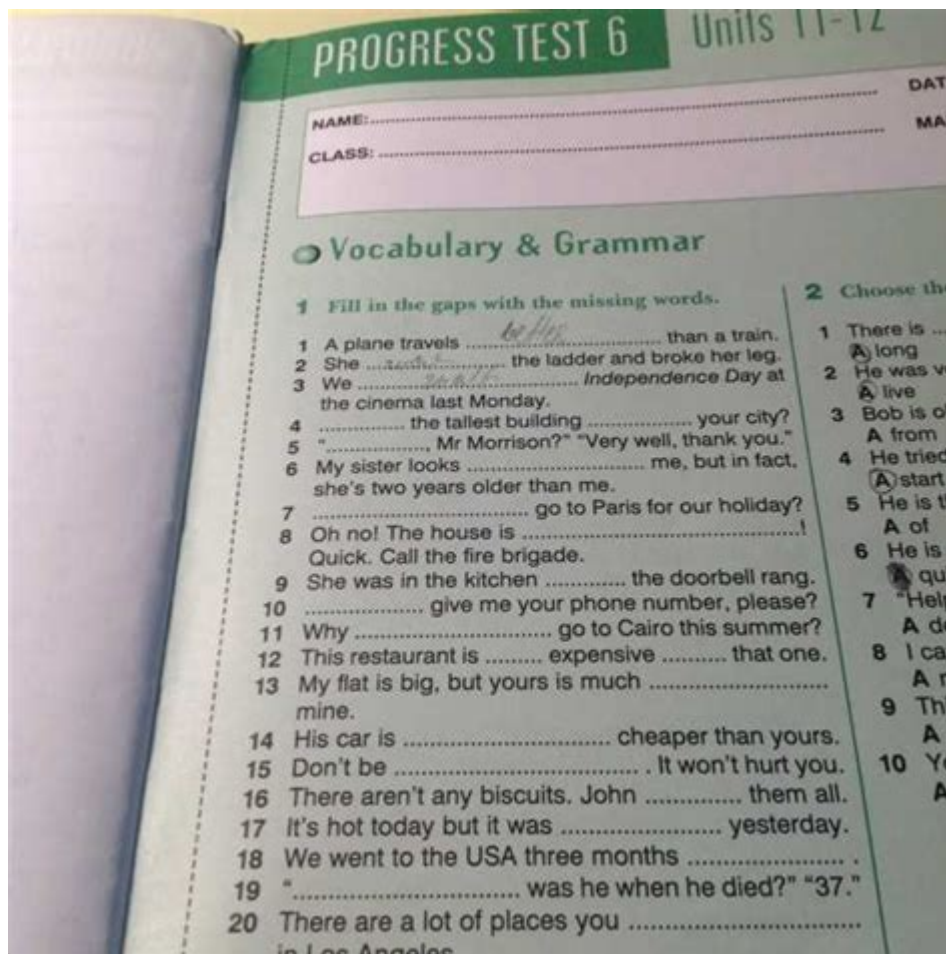 PROGRESS TEST 6 Units 11-12
NAME:
DAT
CLASS:
MA
Vocabulary & Grammar
1 Fill in the gaps with the missing words.
1 A plane travels better than a train.
2 She the ladder and broke her leg.
3 We Independence Day at
the cinema last Monday.
4 the tallest building your city?
5 "................, Mr Morrison?" "Very well, thank you."
6 My sister looks me, but in fact,
she's two years older than me.
7 go to Paris for our holiday?
8 Oh no! The house is !
Quick. Call the fire brigade.
9 She was in the kitchen the doorbell rang.
10 give me your phone number, please?
11 Why go to Cairo this summer?
12 This restaurant is expensive that one.
13 My flat is big, but yours is much
mine.
14 His car is cheaper than yours.
15 Don't be . It won't hurt you.
16 There aren't any biscuits. John them all.
17 It's hot today but it was yesterday.
18 We went to the USA three months .
19 "................ was he when he died?" "37."
20 There are a lot of places you
in Los Angeles
2 Choose the
1 There is ...
A long
2 He was v
A live
3 Bob is o
A from
4 He tried
A start
5 He is t
A of
6 He is
A qu
7 "Help
A d
8 I ca
A r
9 Thi
A
10 Yo
A